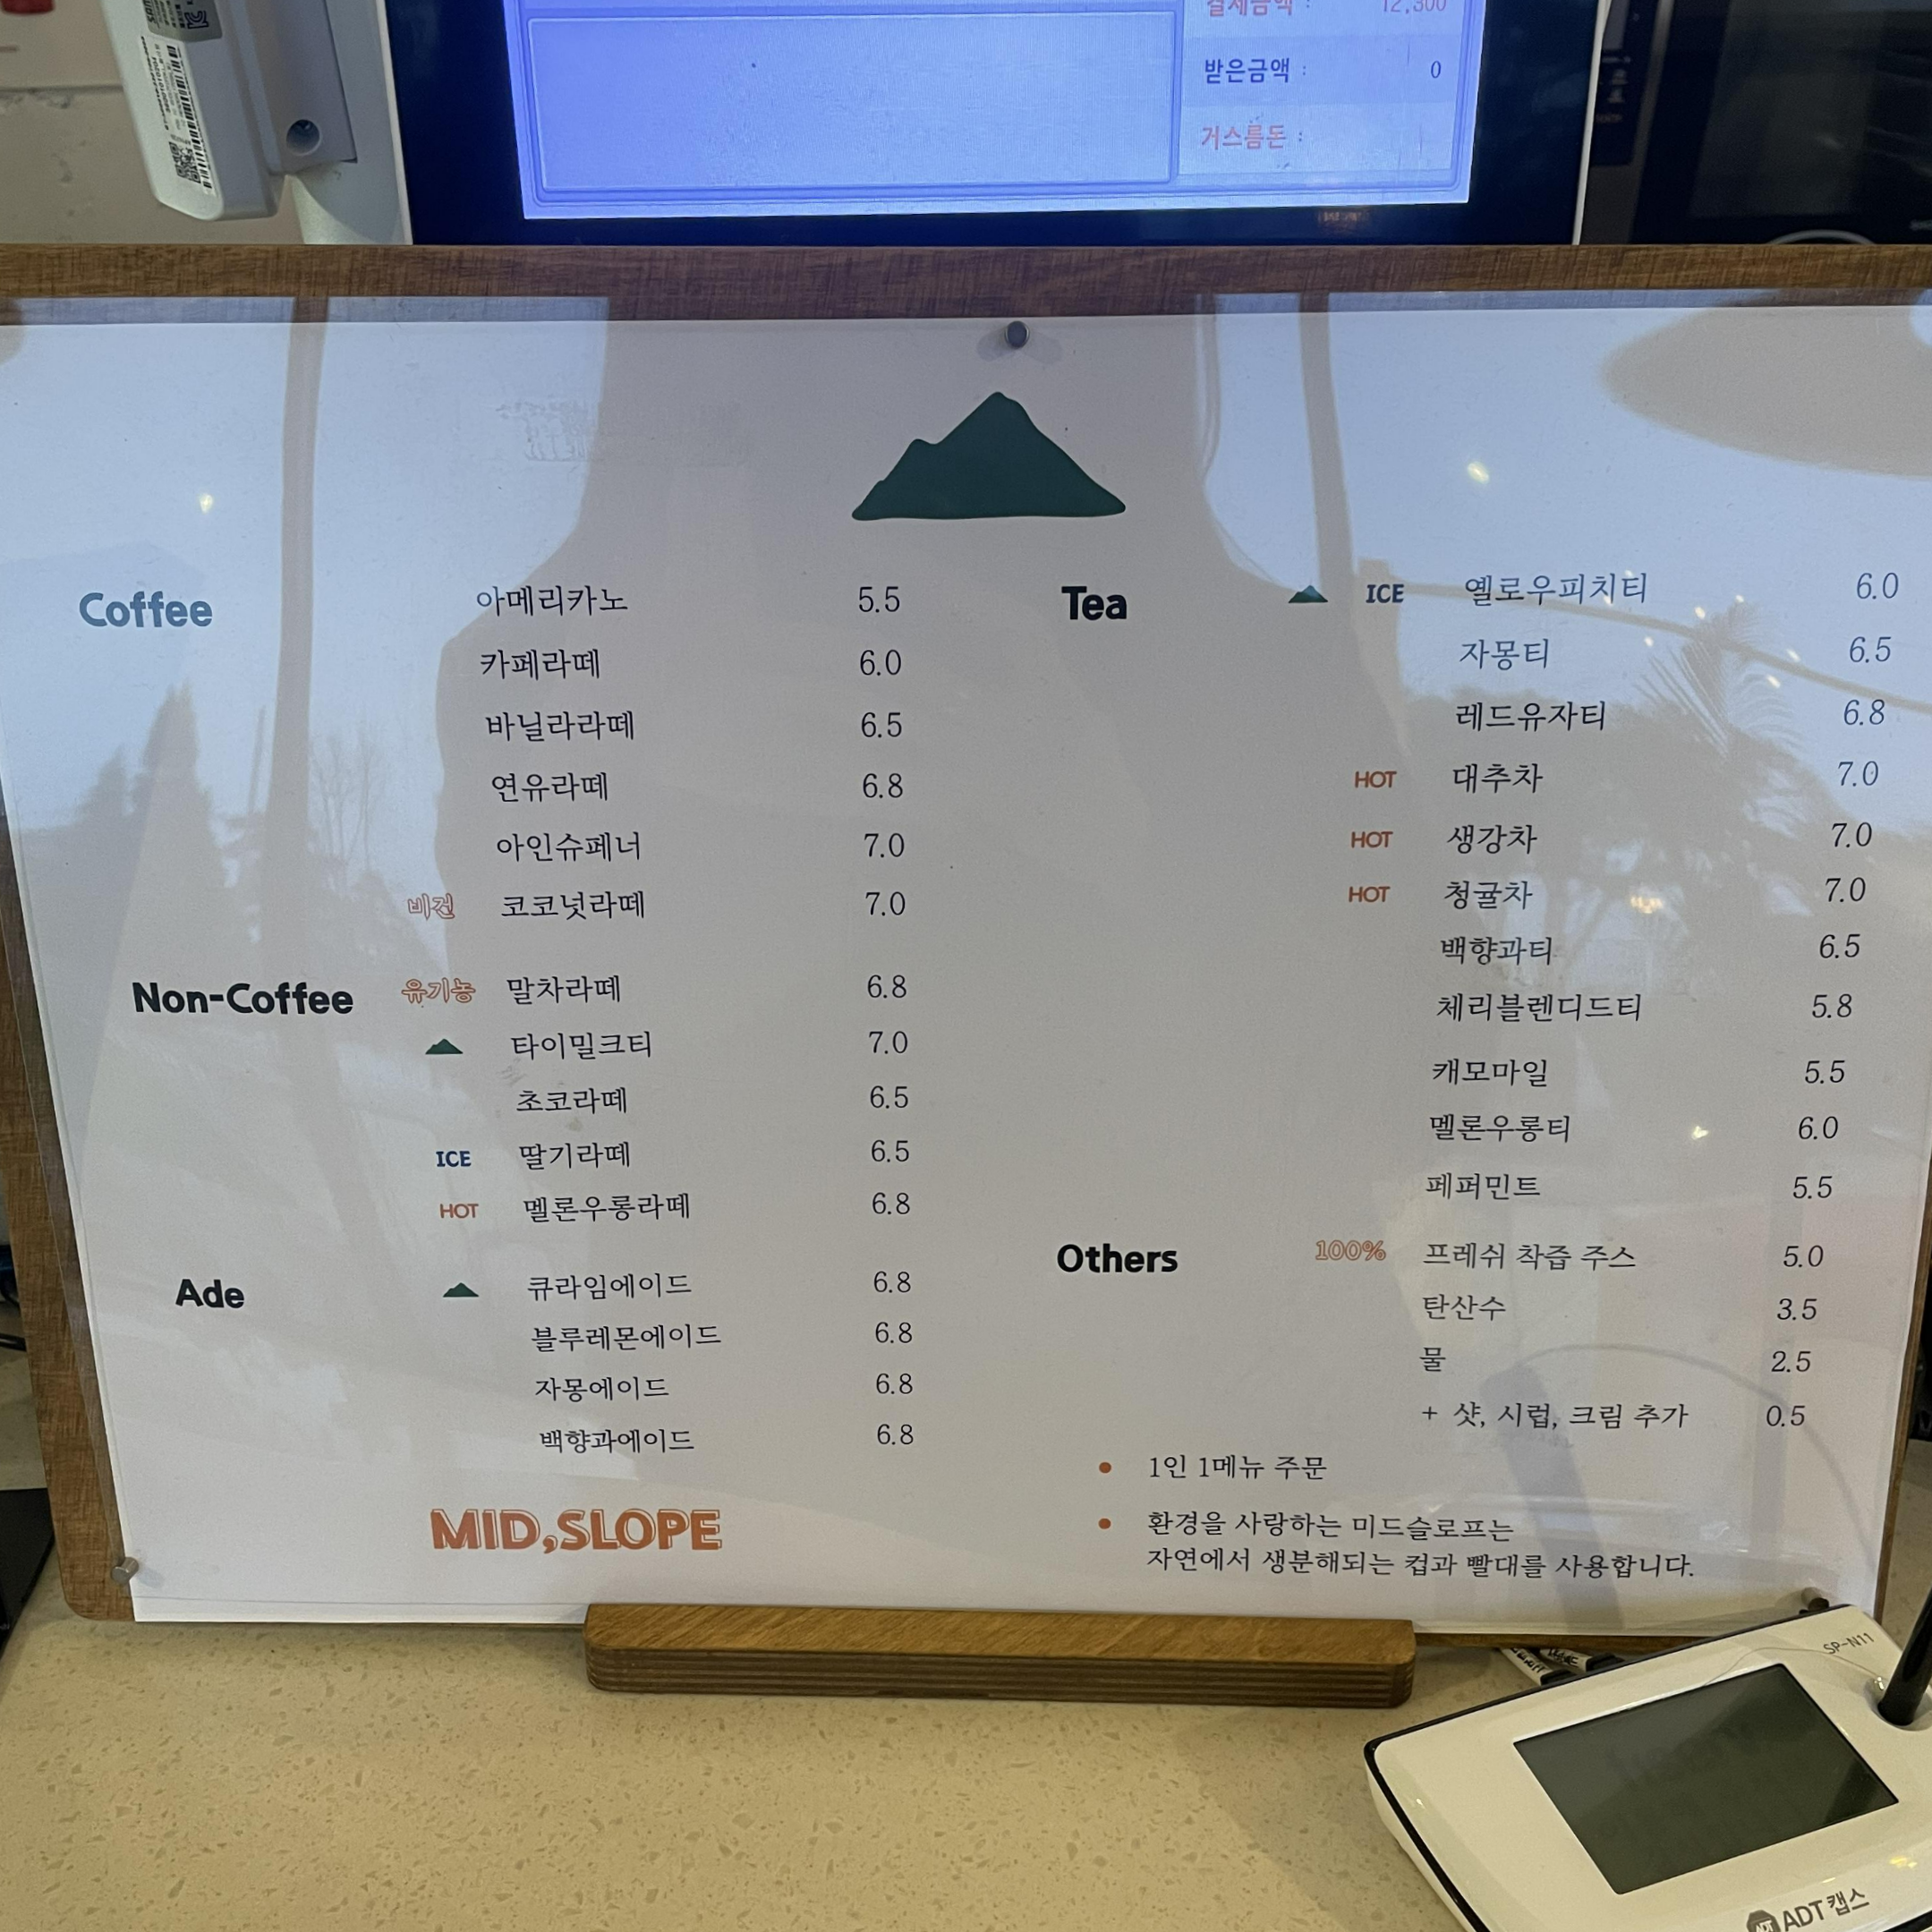 결제금액 : 12,300
받은금액 : 0
거스름돈 :
Coffee
아메리카노 5.5
카페라떼 6.0
바닐라라떼 6.5
연유라떼 6.8
아인슈페너 7.0
비건 코코넛라떼 7.0
Non-Coffee
유기농 말차라떼 6.8
타이밀크티 7.0
초코라떼 6.5
ICE 딸기라떼 6.5
HOT 멜론우롱라떼 6.8
Ade
큐라임에이드 6.8
블루레몬에이드 6.8
자몽에이드 6.8
백향과에이드 6.8
MID,SLOPE
Tea
ICE 옐로우피치티 6.0
자몽티 6.5
레드유자티 6.8
HOT 대추차 7.0
HOT 생강차 7.0
HOT 청귤차 7.0
백향과티 6.5
체리블렌디드티 5.8
캐모마일 5.5
멜론우롱티 6.0
페퍼민트 5.5
Others
100% 프레쉬 착즙 주스 5.0
탄산수 3.5
물 2.5
+ 샷, 시럽, 크림 추가 0.5
• 1인 1메뉴 주문
• 환경을 사랑하는 미드슬로프는
자연에서 생분해되는 컵과 빨대를 사용합니다.
SP-N11
ADT캡스